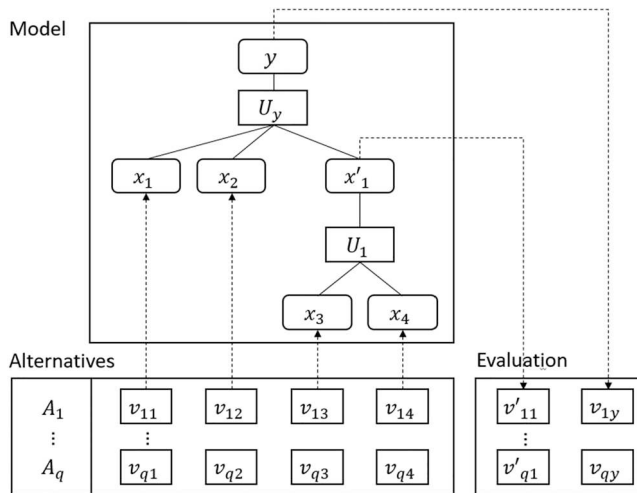 Model
y
U_y
x_1 x_2 x'_1
U_1
x_3 x_4
Alternatives Evaluation
A_1 v_11 v_12 v_13 v_14 v'_11 v_1y
⋮ ⋮ ⋮
A_q v_q1 v_q2 v_q3 v_q4 v'_q1 v_qy